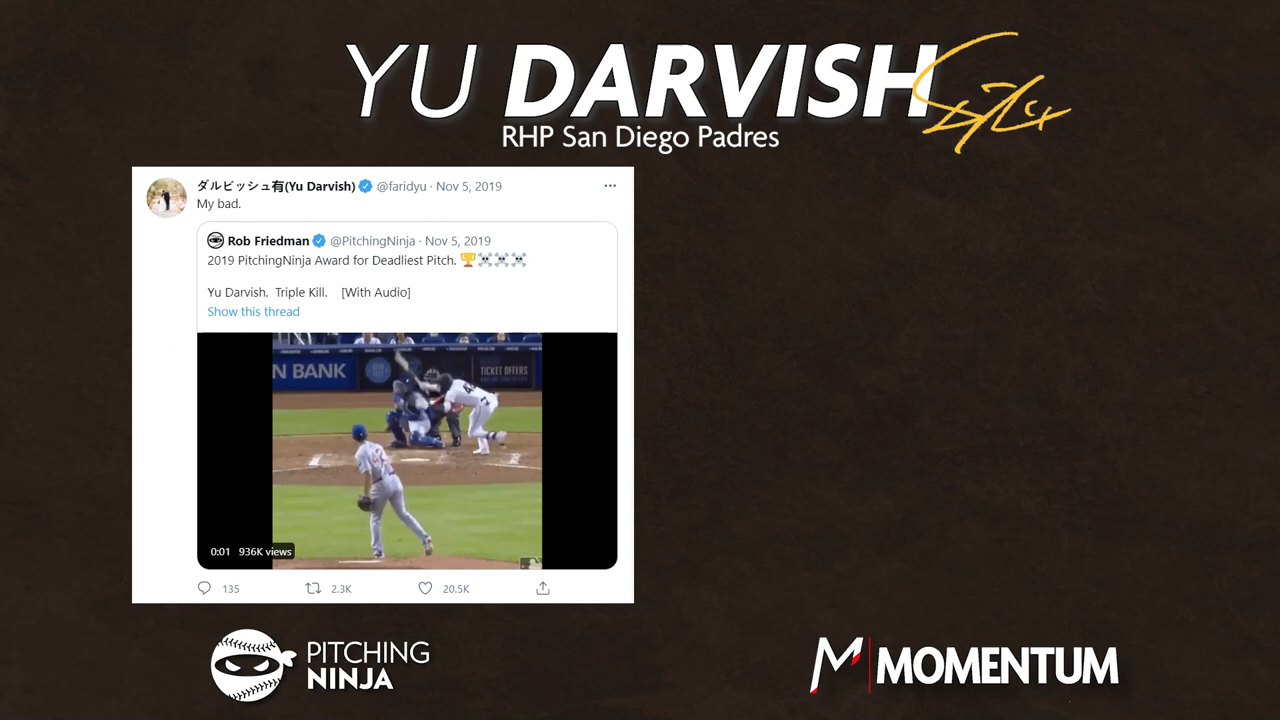 YU DARVISH
RHP San Diego Padres
ダルビッシュ有(Yu Darvish) @faridyu · Nov 5, 2019
My bad.
Rob Friedman @PitchingNinja · Nov 5, 2019
2019 PitchingNinja Award for Deadliest Pitch. 🏆☠️☠️☠️
Yu Darvish. Triple Kill. [With Audio]
Show this thread
N BANK
TICKET OFFERS
0:01 936K views
135 2.3K 20.5K
PITCHING
NINJA
MOMENTUM